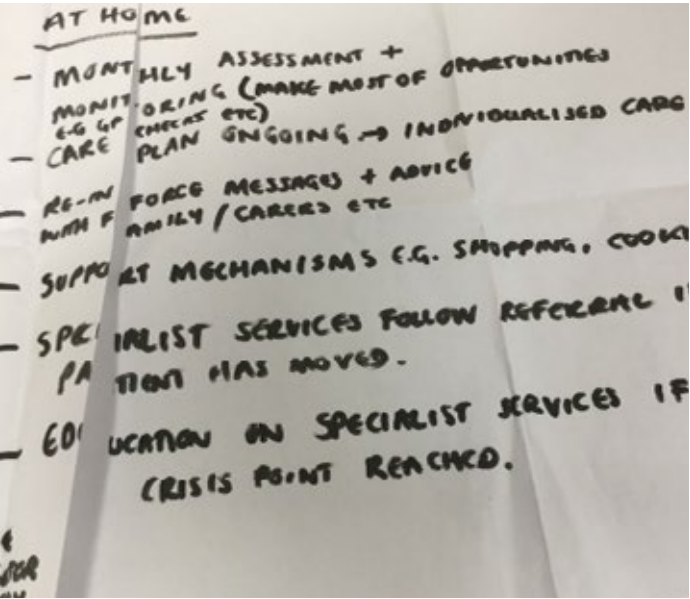 AT HOME
- MONTHLY ASSESSMENT +
MONITORING (MAKE MOST OF OPPORTUNITIES
E.G GP CHECKS ETC)
- CARE PLAN ONGOING → INDIVIDUALISED CARE
- RE-INFORCE MESSAGES + ADVICE
WITH FAMILY / CARERS ETC
- SUPPORT MECHANISMS E.G. SHOPPING, COOKI
- SPECIALIST SERVICES FOLLOW REFERRAL I
PATIENT HAS MOVED.
- EDUCATION ON SPECIALIST SERVICES IF
CRISIS POINT REACHED.